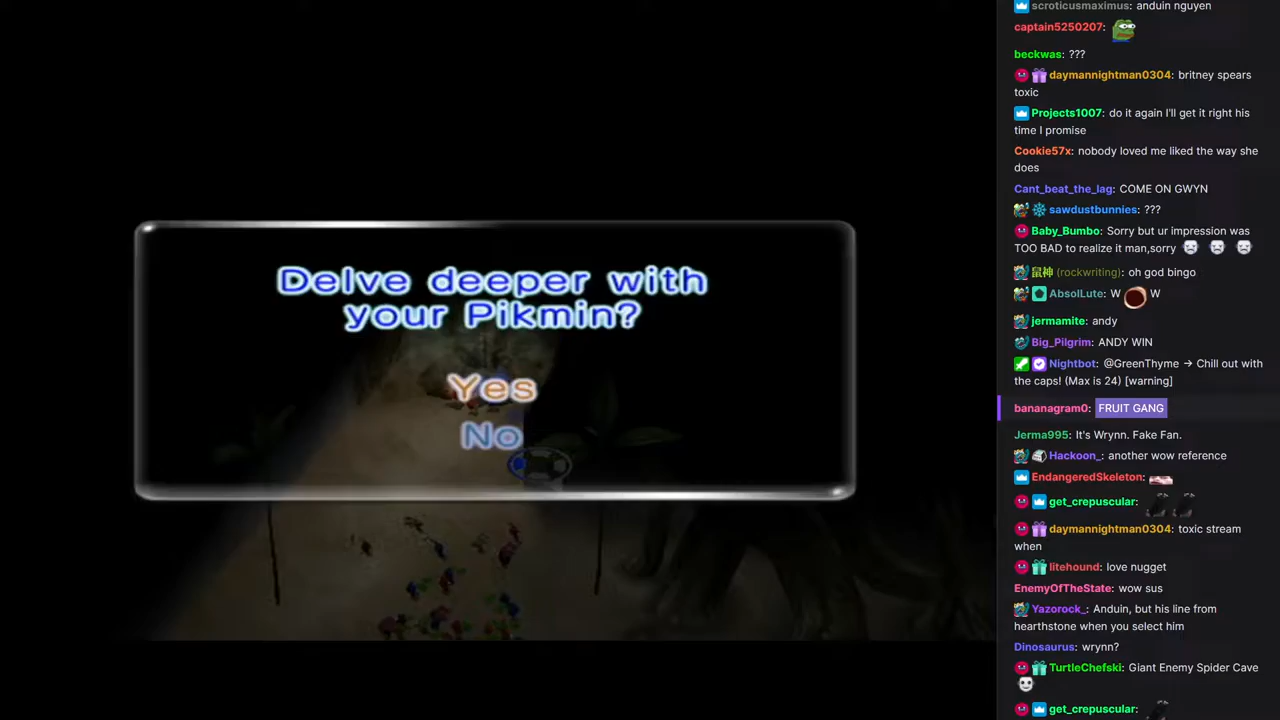 Delve deeper with
your Pikmin?
Yes
No
scroticusmaximus: anduin nguyen
captain5250207:
beckwas: ???
daymannightman0304: britney spears
toxic
Projects1007: do it again I'll get it right his
time I promise
Cookie57x: nobody loved me liked the way she
does
Cant_beat_the_lag: COME ON GWYN
sawdustbunnies: ???
Baby_Bumbo: Sorry but ur impression was
TOO BAD to realize it man,sorry
鼠神 (rockwriting): oh god bingo
AbsolLute: W W
jermamite: andy
Big_Pilgrim: ANDY WIN
Nightbot: @GreenThyme → Chill out with
the caps! (Max is 24) [warning]
bananagram0: FRUIT GANG
Jerma995: It's Wrynn. Fake Fan.
Hackoon_: another wow reference
EndangeredSkeleton:
get_crepuscular:
daymannightman0304: toxic stream
when
litehound: love nugget
EnemyOfTheState: wow sus
Yazorock_: Anduin, but his line from
hearthstone when you select him
Dinosaurus: wrynn?
TurtleChefski: Giant Enemy Spider Cave
get_crepuscular: